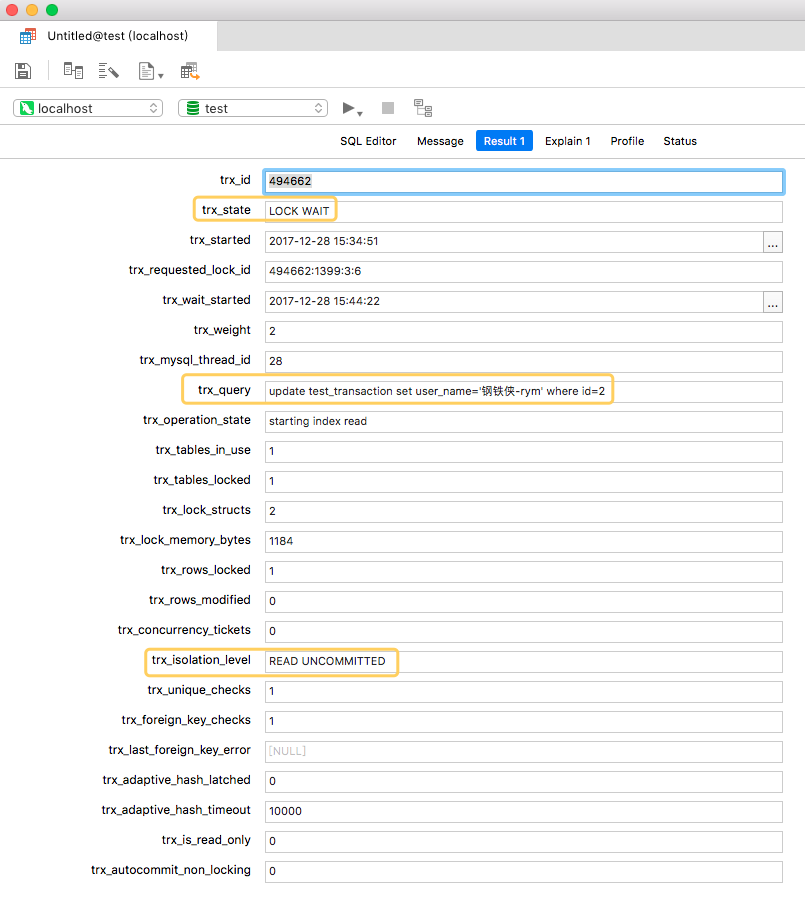 Untitled@test (localhost)
localhost
test
SQL Editor Message Result 1 Explain 1 Profile Status
trx_id 494662
trx_state LOCK WAIT
trx_started 2017-12-28 15:34:51 ...
trx_requested_lock_id 494662:1399:3:6
trx_wait_started 2017-12-28 15:44:22 ...
trx_weight 2
trx_mysql_thread_id 28
trx_query update test_transaction set user_name='钢铁侠-rym' where id=2
trx_operation_state starting index read
trx_tables_in_use 1
trx_tables_locked 1
trx_lock_structs 2
trx_lock_memory_bytes 1184
trx_rows_locked 1
trx_rows_modified 0
trx_concurrency_tickets 0
trx_isolation_level READ UNCOMMITTED
trx_unique_checks 1
trx_foreign_key_checks 1
trx_last_foreign_key_error [NULL]
trx_adaptive_hash_latched 0
trx_adaptive_hash_timeout 10000
trx_is_read_only 0
trx_autocommit_non_locking 0